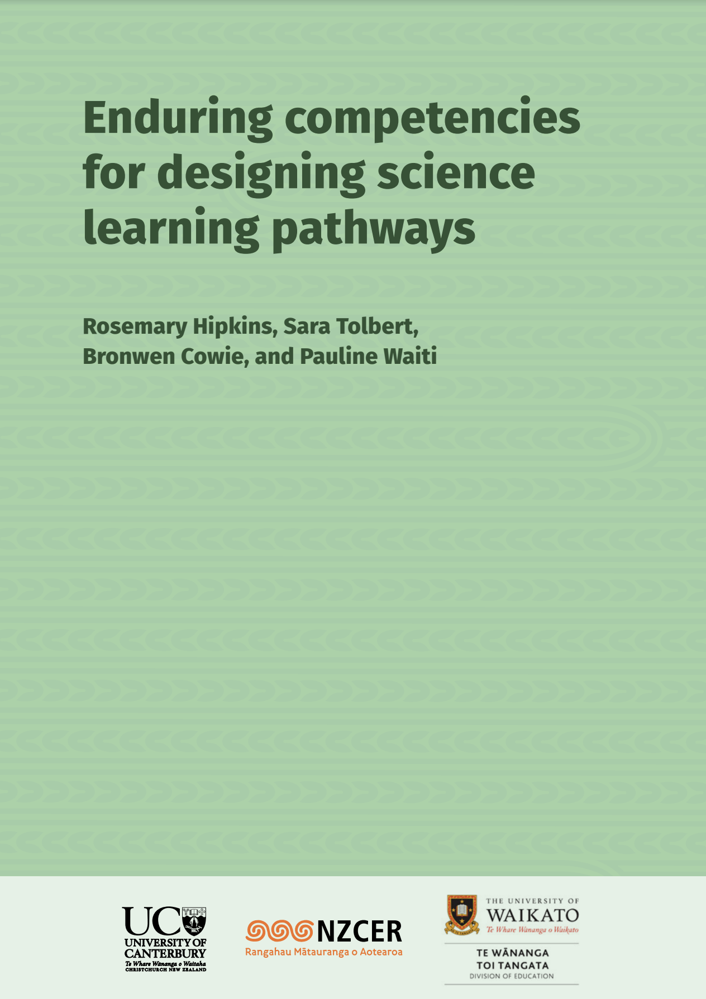 Enduring competencies
for designing science
learning pathways
Rosemary Hipkins, Sara Tolbert,
Bronwen Cowie, and Pauline Waiti
UC
UNIVERSITY OF
CANTERBURY
Te Whare Wānanga o Waitaha
CHRISTCHURCH NEW ZEALAND
NZCER
Rangahau Mātauranga o Aotearoa
THE UNIVERSITY OF
WAIKATO
Te Whare Wānanga o Waikato
TE WĀNANGA
TOI TANGATA
DIVISION OF EDUCATION